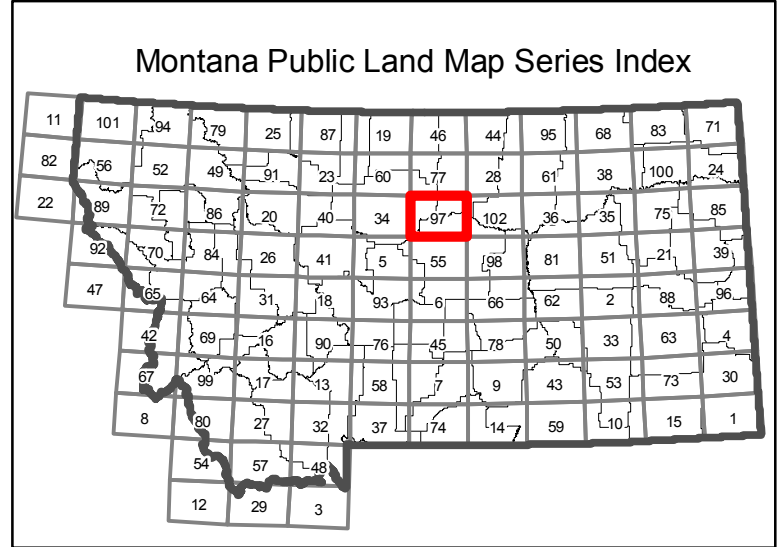 Montana Public Land Map Series Index
11 101 94 79 25 87 19 46 44 95 68 83 71
82 56 52 49 91 23 60 77 28 61 38 100 24
22 89 72 86 20 40 34 97 102 36 35 75 85
92 70 84 26 41 5 55 98 81 51 21 39
47 65 64 31 18 93 6 66 62 2 88 96
42 69 16 90 76 45 78 50 33 63 4
67 99 17 13 58 7 9 43 53 73 30
8 80 27 32 37 74 14 59 10 15 1
54 57 48
12 29 3